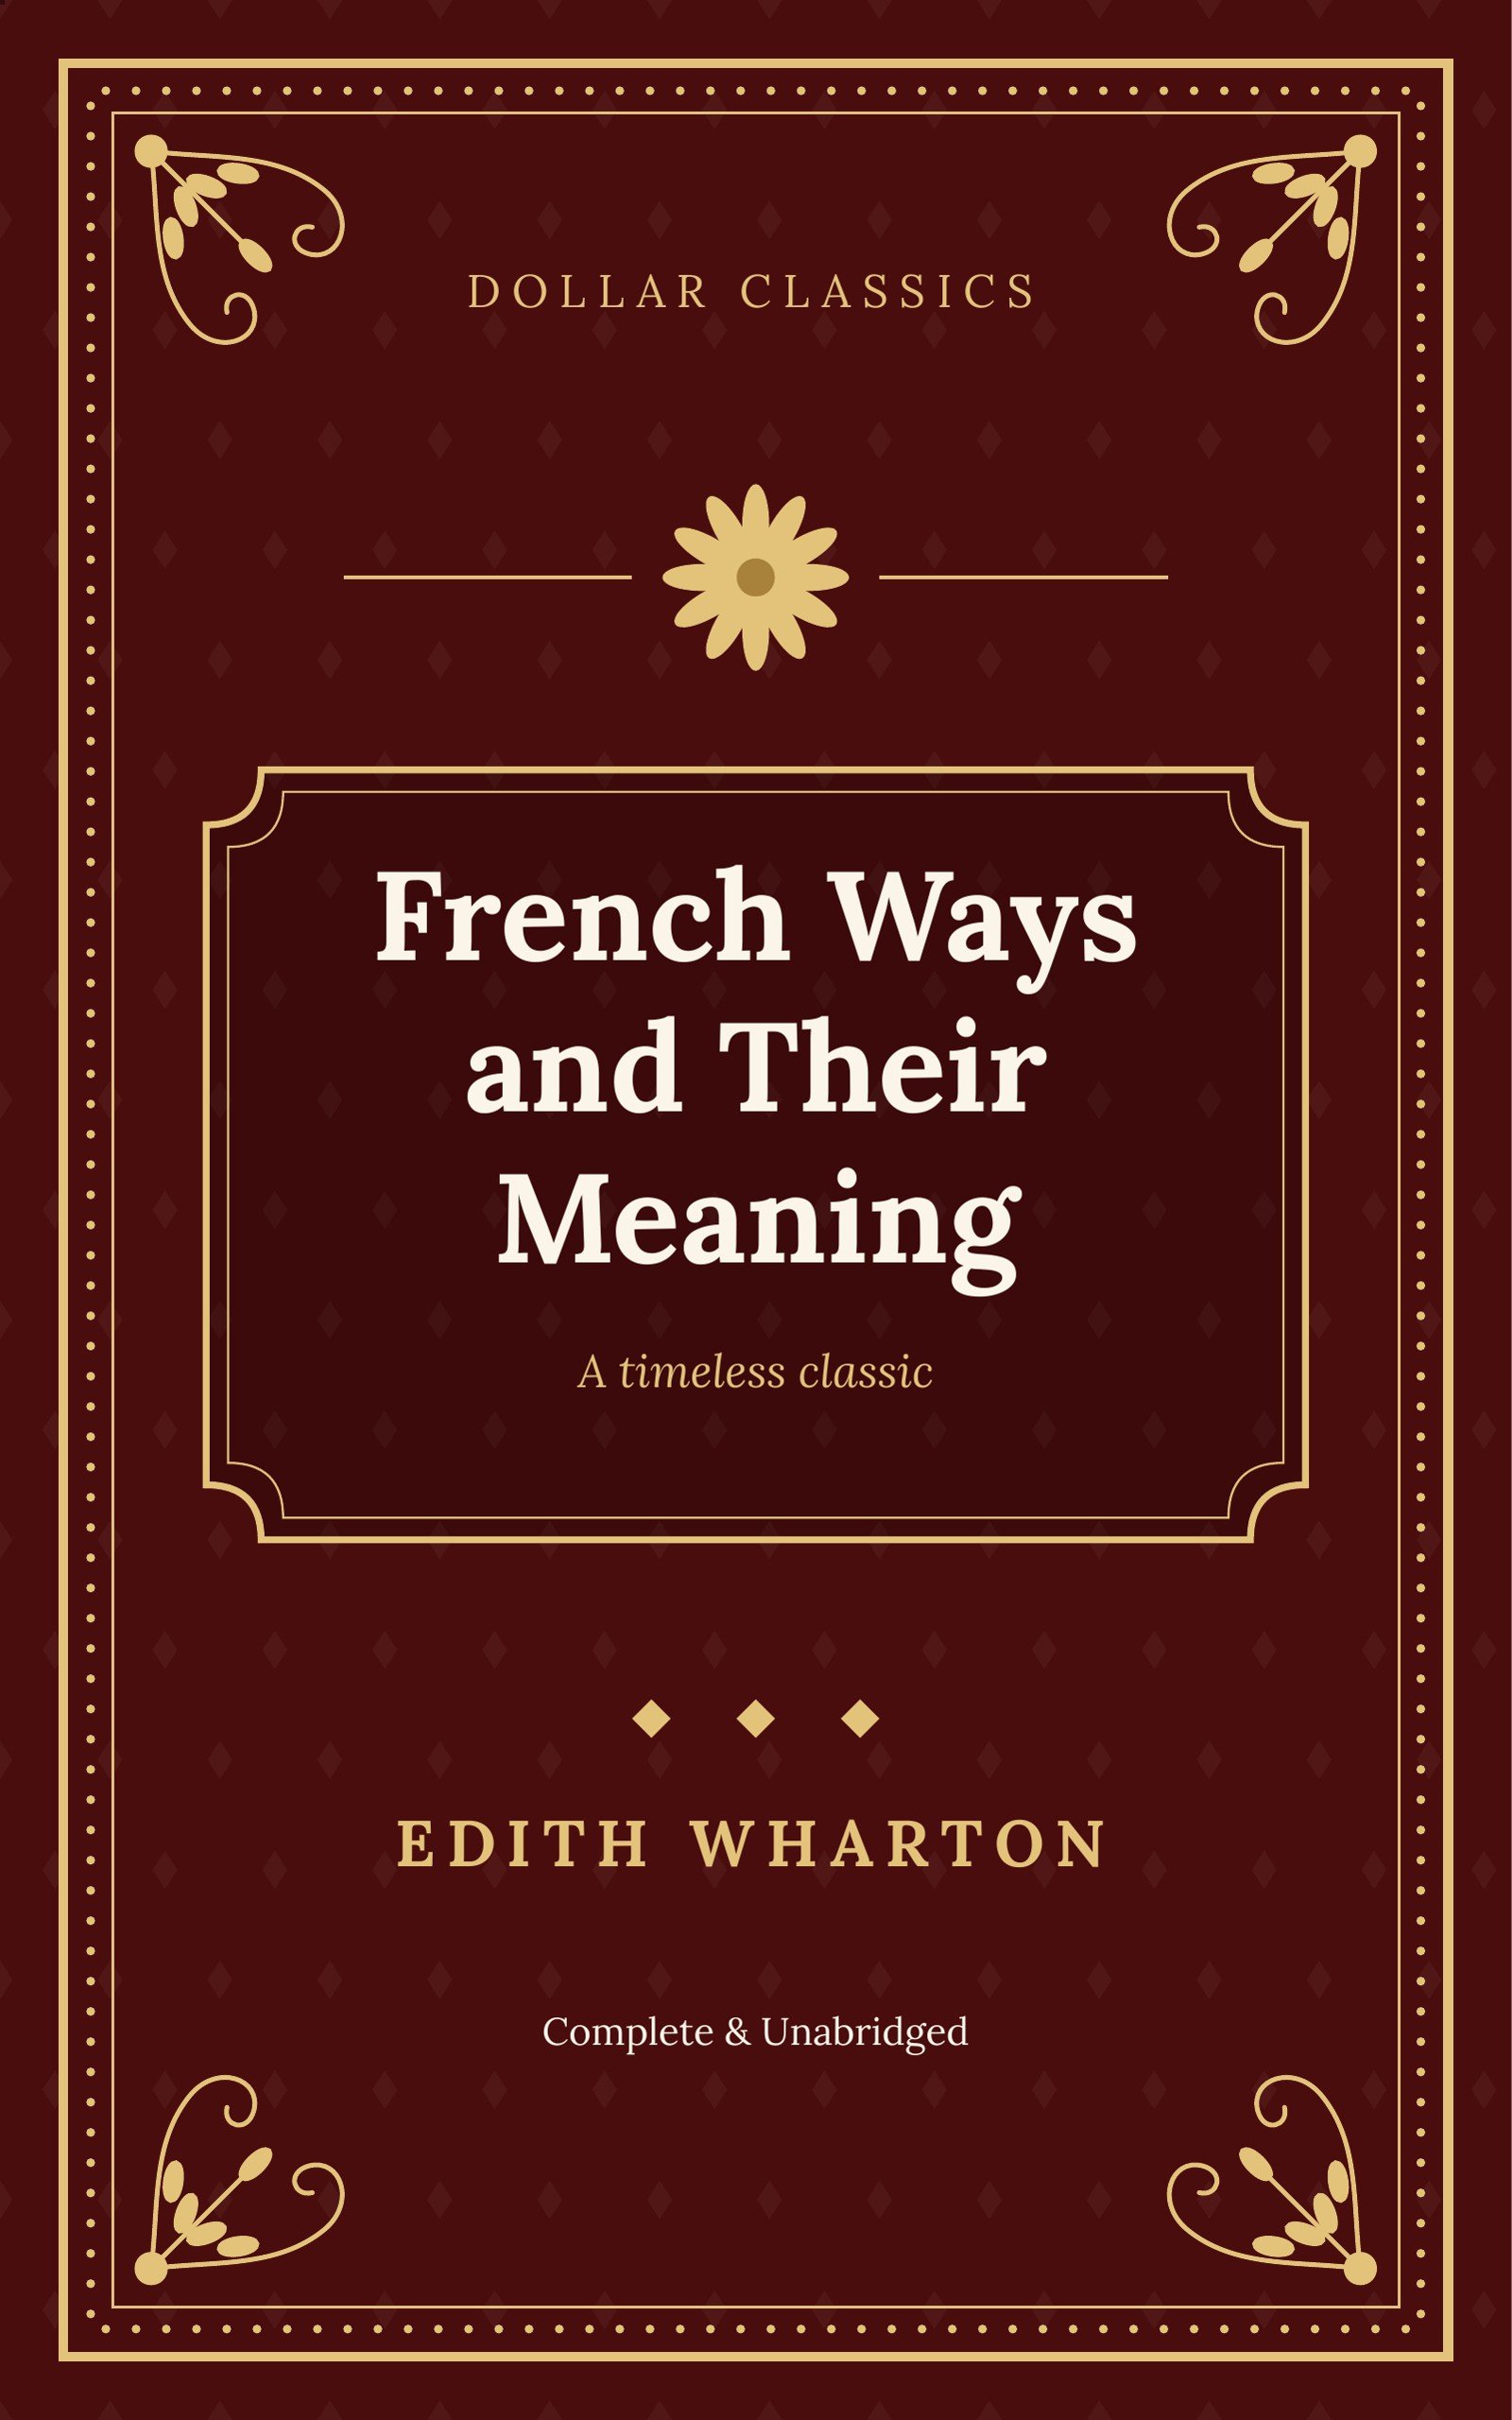 DOLLAR CLASSICS
French Ways
and Their
Meaning
A timeless classic
EDITH WHARTON
Complete & Unabridged